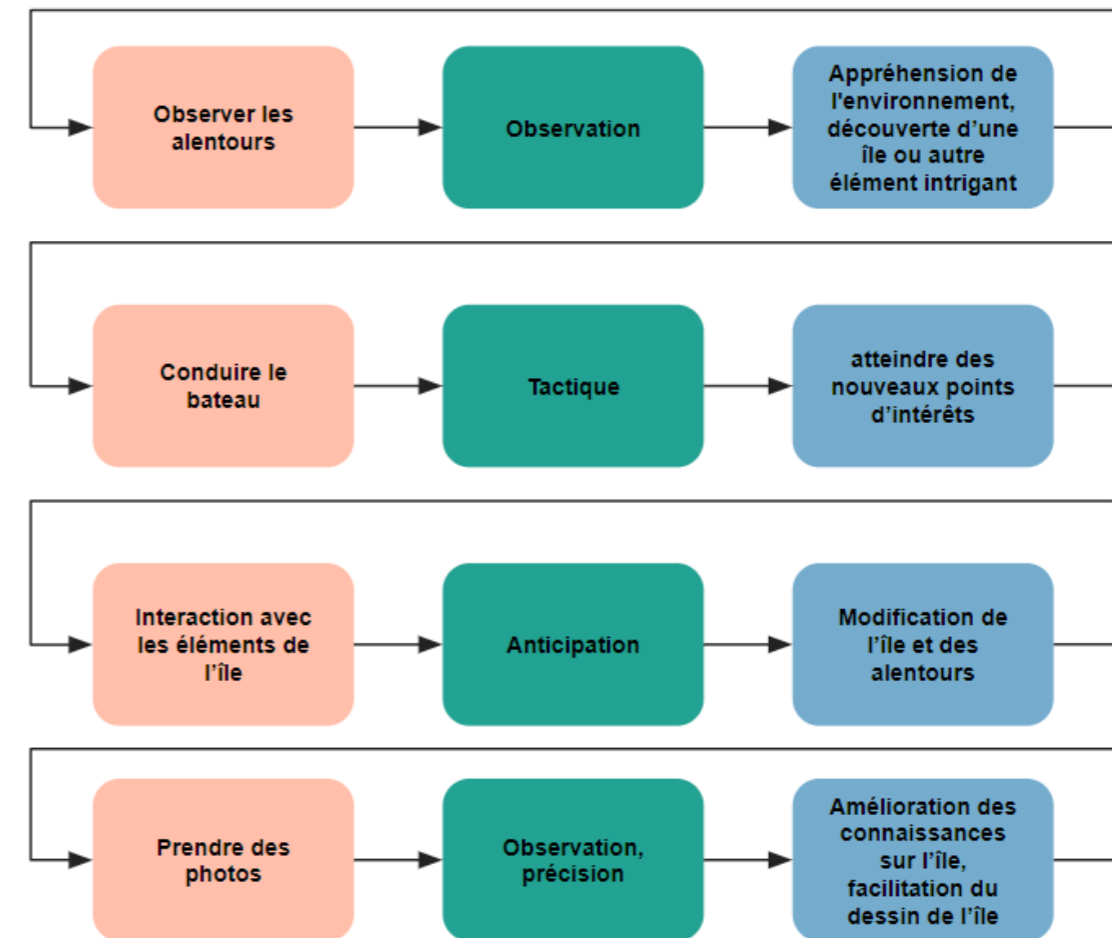 Observer les
alentours
Observation
Appréhension de
l'environnement,
découverte d’une
île ou autre
élément intrigant
Conduire le
bateau
Tactique
atteindre des
nouveaux points
d’intérêts
Interaction avec
les éléments de
l’île
Anticipation
Modification de
l’île et des
alentours
Prendre des
photos
Observation,
précision
Amélioration des
connaissances
sur l’île,
facilitation du
dessin de l’île